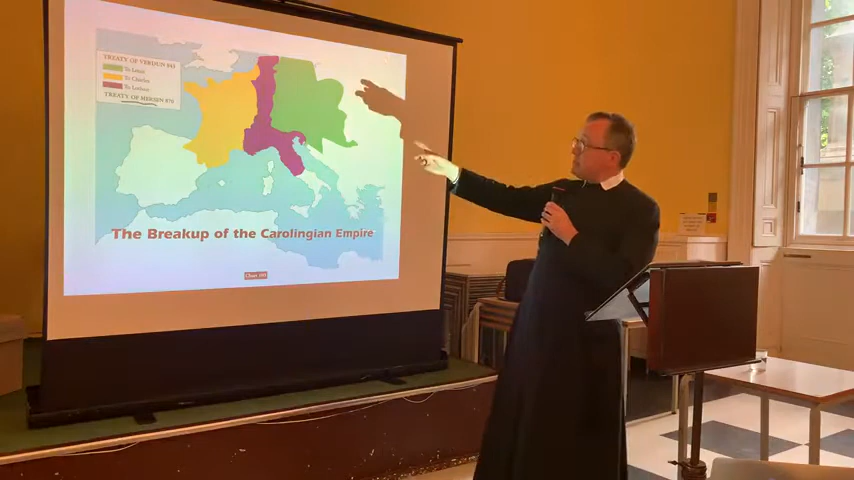 TREATY OF VERDUN 843
To Louis
To Charles
To Lothair
TREATY OF MERSEN 870
The Breakup of the Carolingian Empire